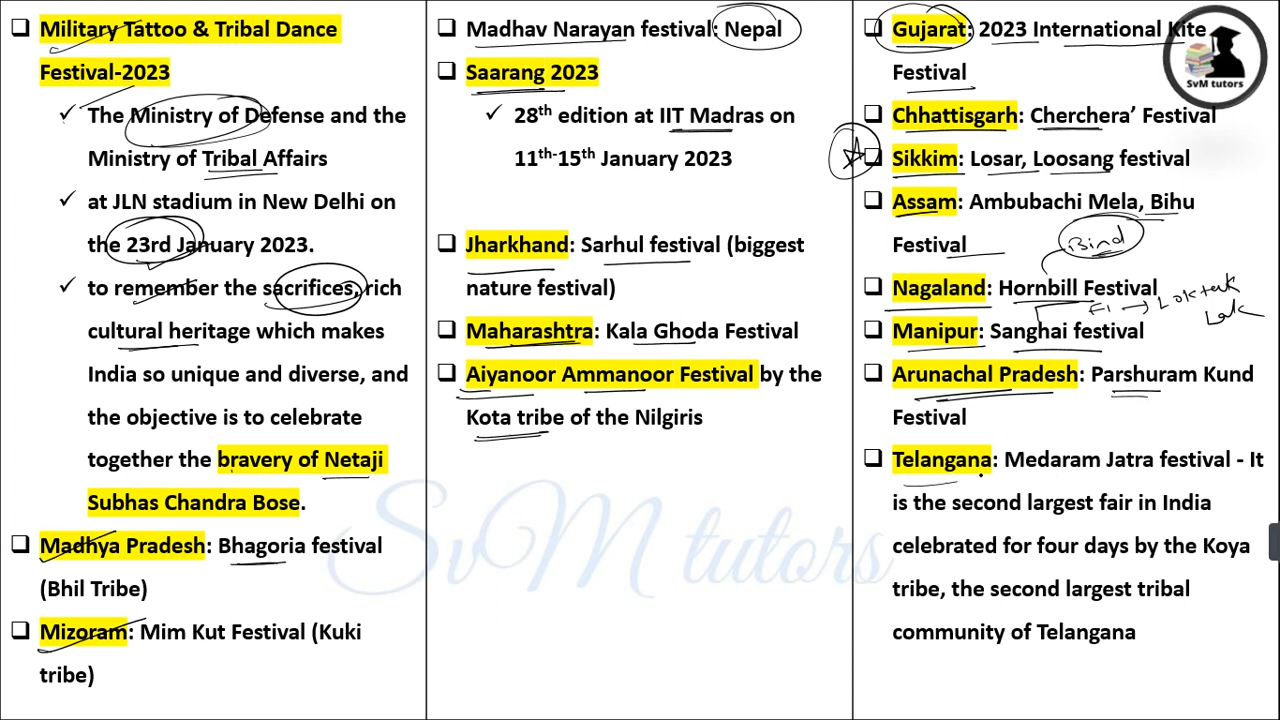 Military Tattoo & Tribal Dance
Festival-2023
The Ministry of Defense and the
Ministry of Tribal Affairs
at JLN stadium in New Delhi on
the 23rd January 2023.
to remember the sacrifices, rich
cultural heritage which makes
India so unique and diverse, and
the objective is to celebrate
together the bravery of Netaji
Subhas Chandra Bose.
Madhya Pradesh: Bhagoria festival
(Bhil Tribe)
Mizoram: Mim Kut Festival (Kuki
tribe)
Madhav Narayan festival: Nepal
Saarang 2023
28th edition at IIT Madras on
11th-15th January 2023
Jharkhand: Sarhul festival (biggest
nature festival)
Maharashtra: Kala Ghoda Festival
Aiyanoor Ammanoor Festival by the
Kota tribe of the Nilgiris
Gujarat: 2023 International Kite
Festival
Chhattisgarh: Cherchera’ Festival
Sikkim: Losar, Loosang festival
Assam: Ambubachi Mela, Bihu
Festival
Bird
Nagaland: Hornbill Festival
Loktak
Lak
Manipur: Sanghai festival
Arunachal Pradesh: Parshuram Kund
Festival
Telangana: Medaram Jatra festival - It
is the second largest fair in India
celebrated for four days by the Koya
tribe, the second largest tribal
community of Telangana
SvM tutors
SvM tutors